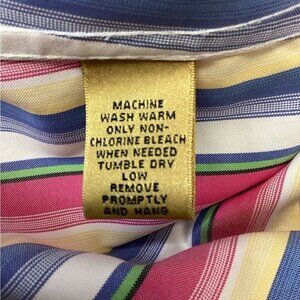 MACHINE
WASH WARM
ONLY NON-
CHLORINE BLEACH
WHEN NEEDED
TUMBLE DRY
LOW
REMOVE
PROMPTLY
AND HANG